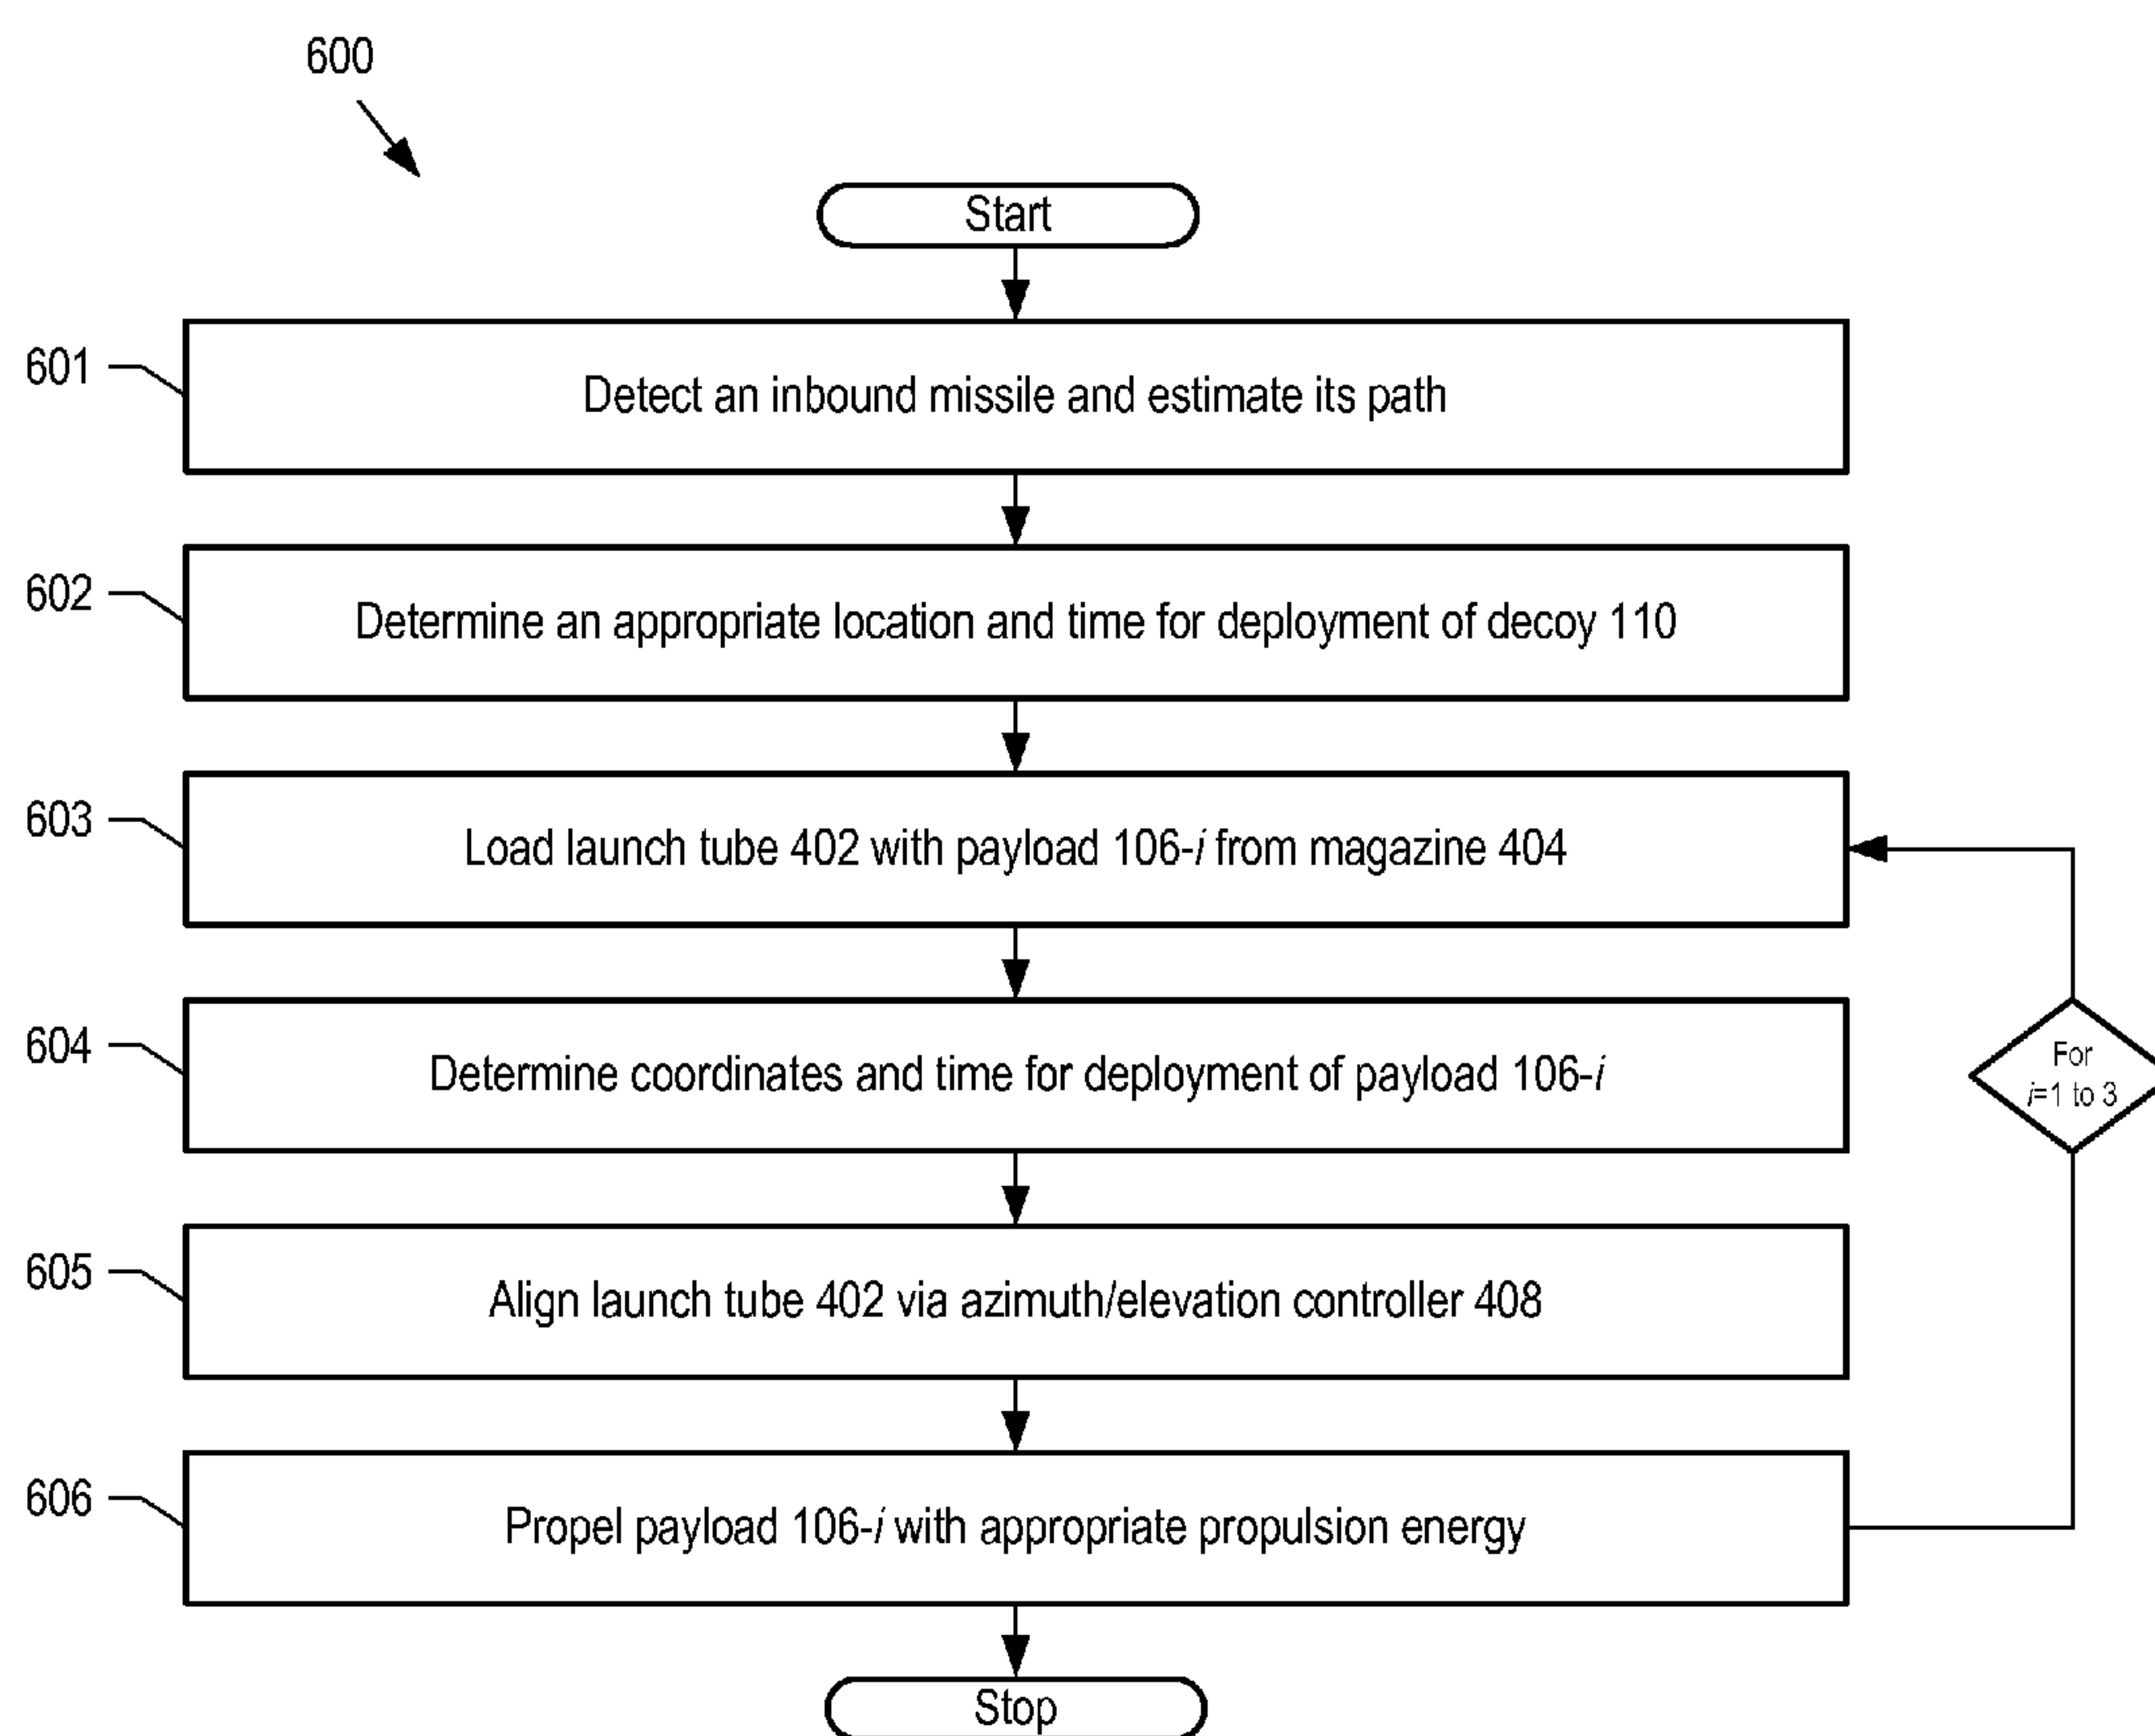 600
Start
601
Detect an inbound missile and estimate its path
602
Determine an appropriate location and time for deployment of decoy 110
603
Load launch tube 402 with payload 106-i from magazine 404
604
Determine coordinates and time for deployment of payload 106-i
For
i=1 to 3
605
Align launch tube 402 via azimuth/elevation controller 408
606
Propel payload 106-i with appropriate propulsion energy
Stop